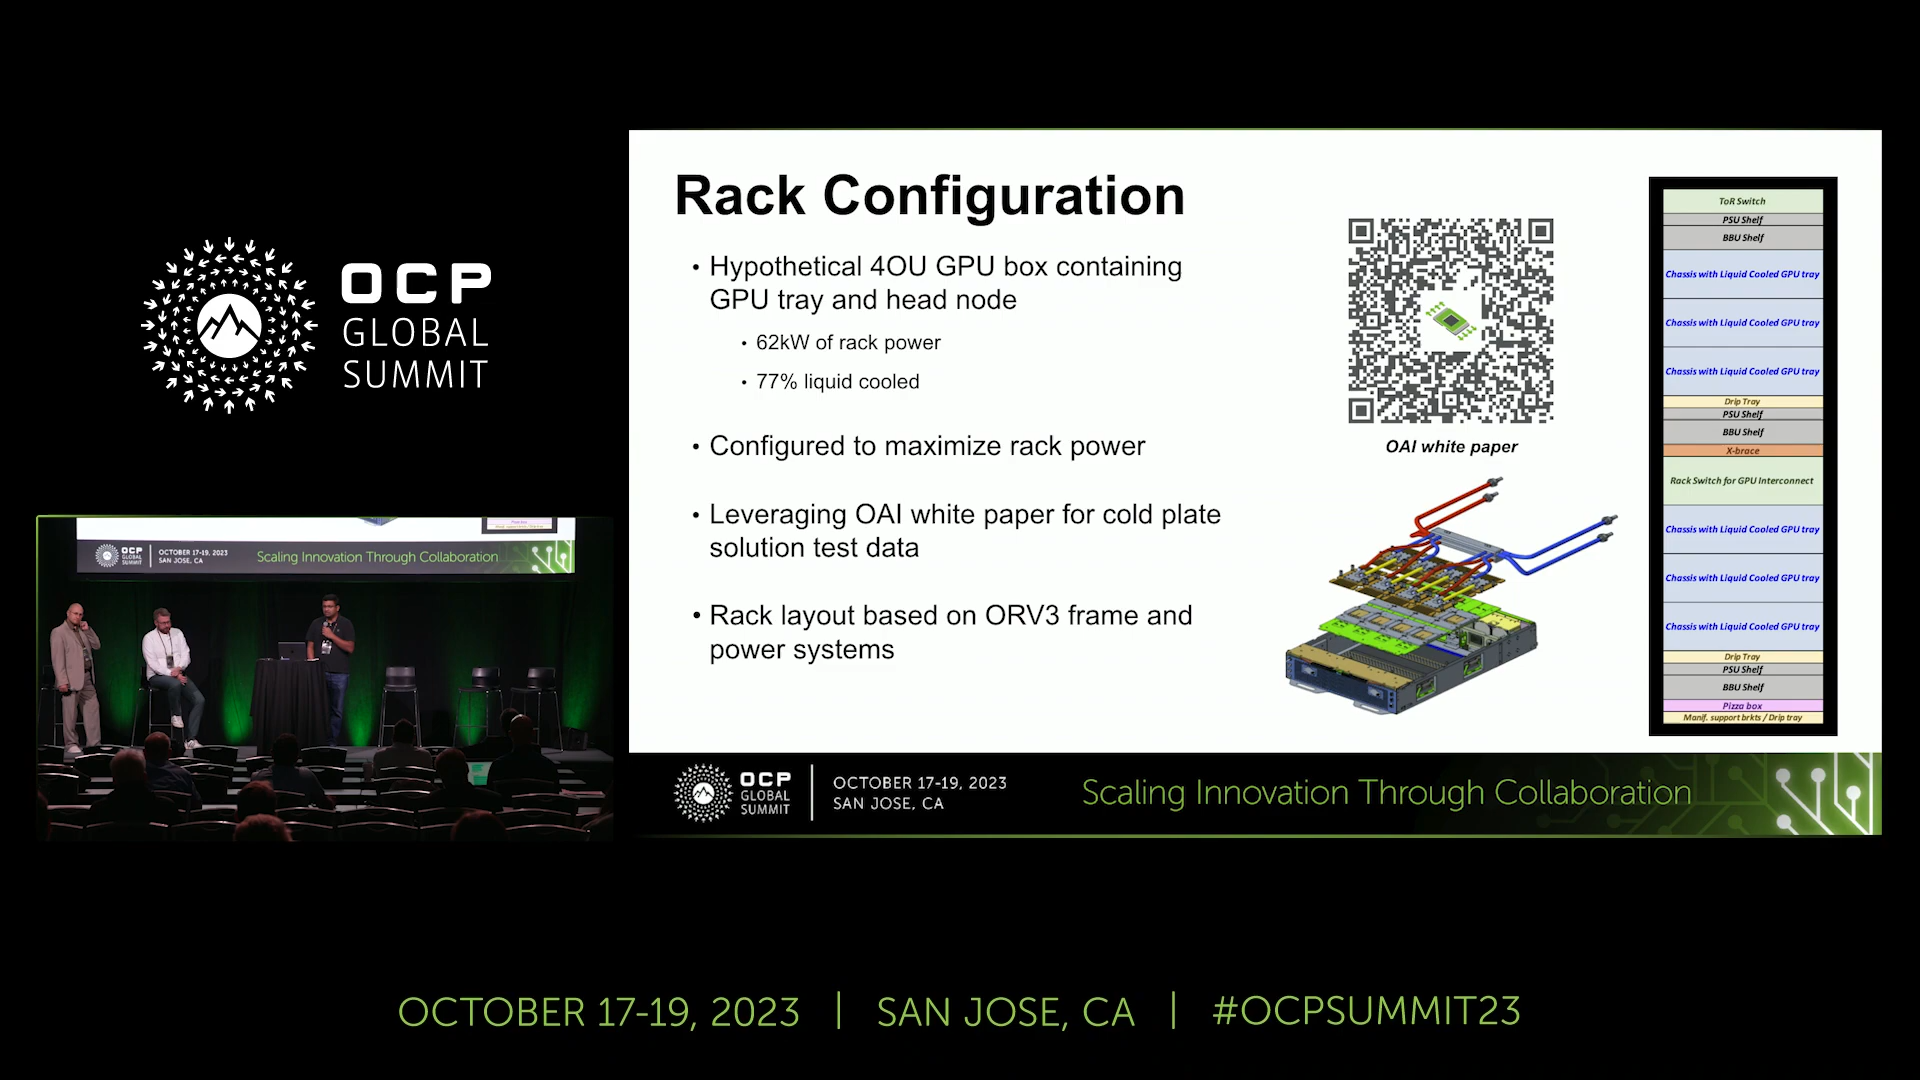 OCP
GLOBAL
SUMMIT
Rack Configuration
• Hypothetical 4OU GPU box containing
GPU tray and head node
• 62kW of rack power
• 77% liquid cooled
• Configured to maximize rack power
• Leveraging OAI white paper for cold plate
solution test data
• Rack layout based on ORV3 frame and
power systems
OAI white paper
ToR Switch
PSU Shelf
BBU Shelf
Chassis with Liquid Cooled GPU tray
Chassis with Liquid Cooled GPU tray
Chassis with Liquid Cooled GPU tray
Drip Tray
PSU Shelf
BBU Shelf
X-brace
Rack Switch for GPU Interconnect
Chassis with Liquid Cooled GPU tray
Chassis with Liquid Cooled GPU tray
Chassis with Liquid Cooled GPU tray
Drip Tray
PSU Shelf
BBU Shelf
Pizza box
Manif. support brkts / Drip tray
OCP
GLOBAL
SUMMIT
OCTOBER 17-19, 2023
SAN JOSE, CA
Scaling Innovation Through Collaboration
OCP
GLOBAL
SUMMIT
OCTOBER 17-19, 2023
SAN JOSE, CA
Scaling Innovation Through Collaboration
OCTOBER 17-19, 2023 | SAN JOSE, CA | #OCPSUMMIT23